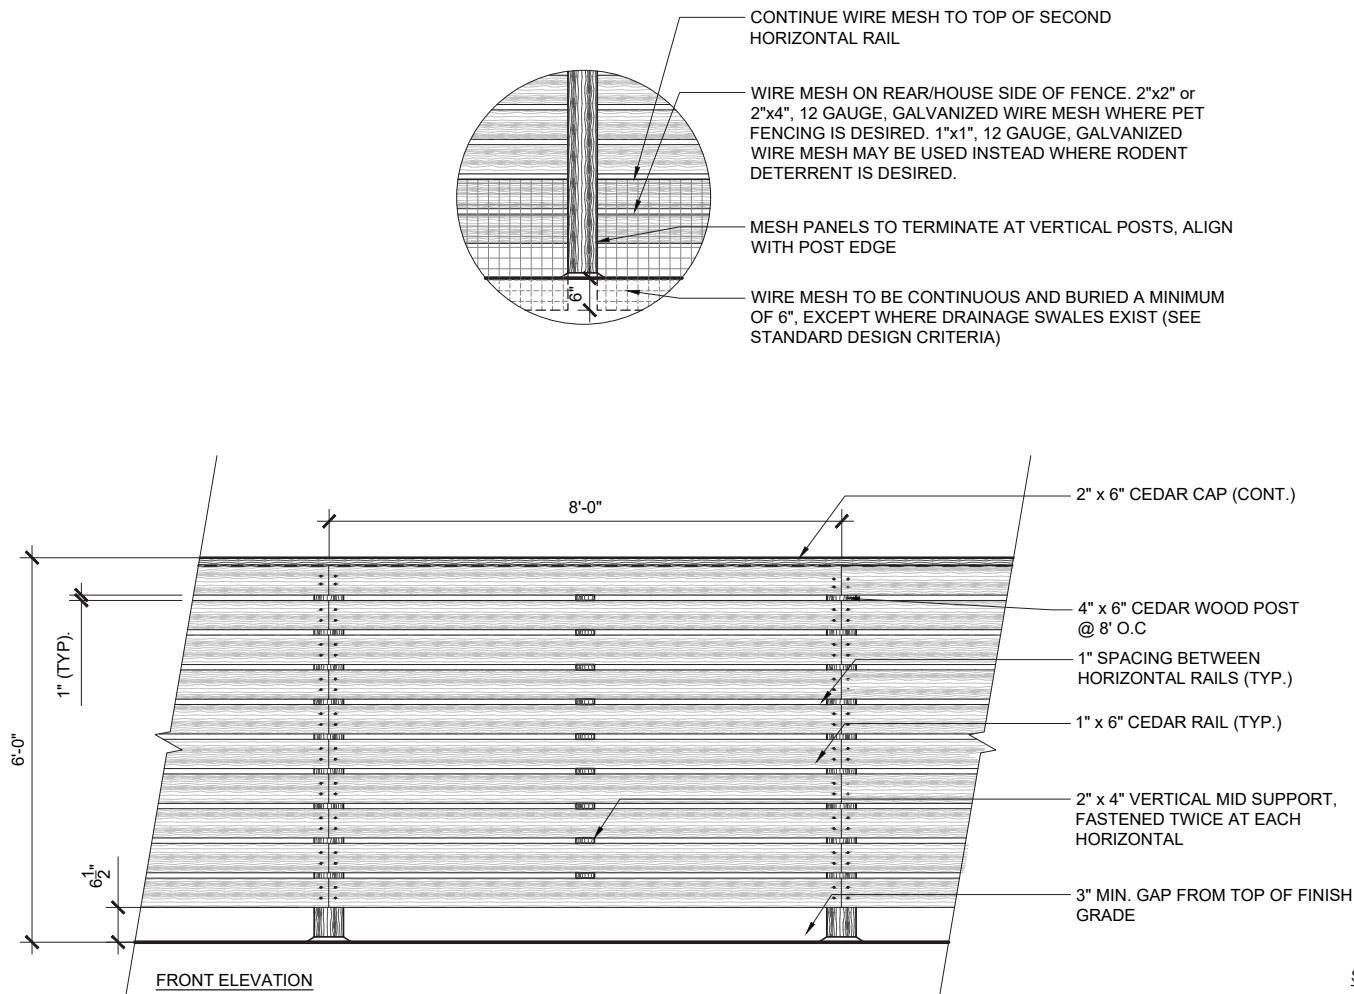 CONTINUE WIRE MESH TO TOP OF SECOND
HORIZONTAL RAIL
WIRE MESH ON REAR/HOUSE SIDE OF FENCE. 2"x2" or
2"x4", 12 GAUGE, GALVANIZED WIRE MESH WHERE PET
FENCING IS DESIRED. 1"x1", 12 GAUGE, GALVANIZED
WIRE MESH MAY BE USED INSTEAD WHERE RODENT
DETERRENT IS DESIRED.
MESH PANELS TO TERMINATE AT VERTICAL POSTS, ALIGN
WITH POST EDGE
6"
WIRE MESH TO BE CONTINUOUS AND BURIED A MINIMUM
OF 6", EXCEPT WHERE DRAINAGE SWALES EXIST (SEE
STANDARD DESIGN CRITERIA)
8'-0"
2" x 6" CEDAR CAP (CONT.)
4" x 6" CEDAR WOOD POST
@ 8' O.C
1" (TYP).
1" SPACING BETWEEN
HORIZONTAL RAILS (TYP.)
1" x 6" CEDAR RAIL (TYP.)
6'-0"
2" x 4" VERTICAL MID SUPPORT,
FASTENED TWICE AT EACH
HORIZONTAL
6 1/2"
3" MIN. GAP FROM TOP OF FINISH
GRADE
FRONT ELEVATION